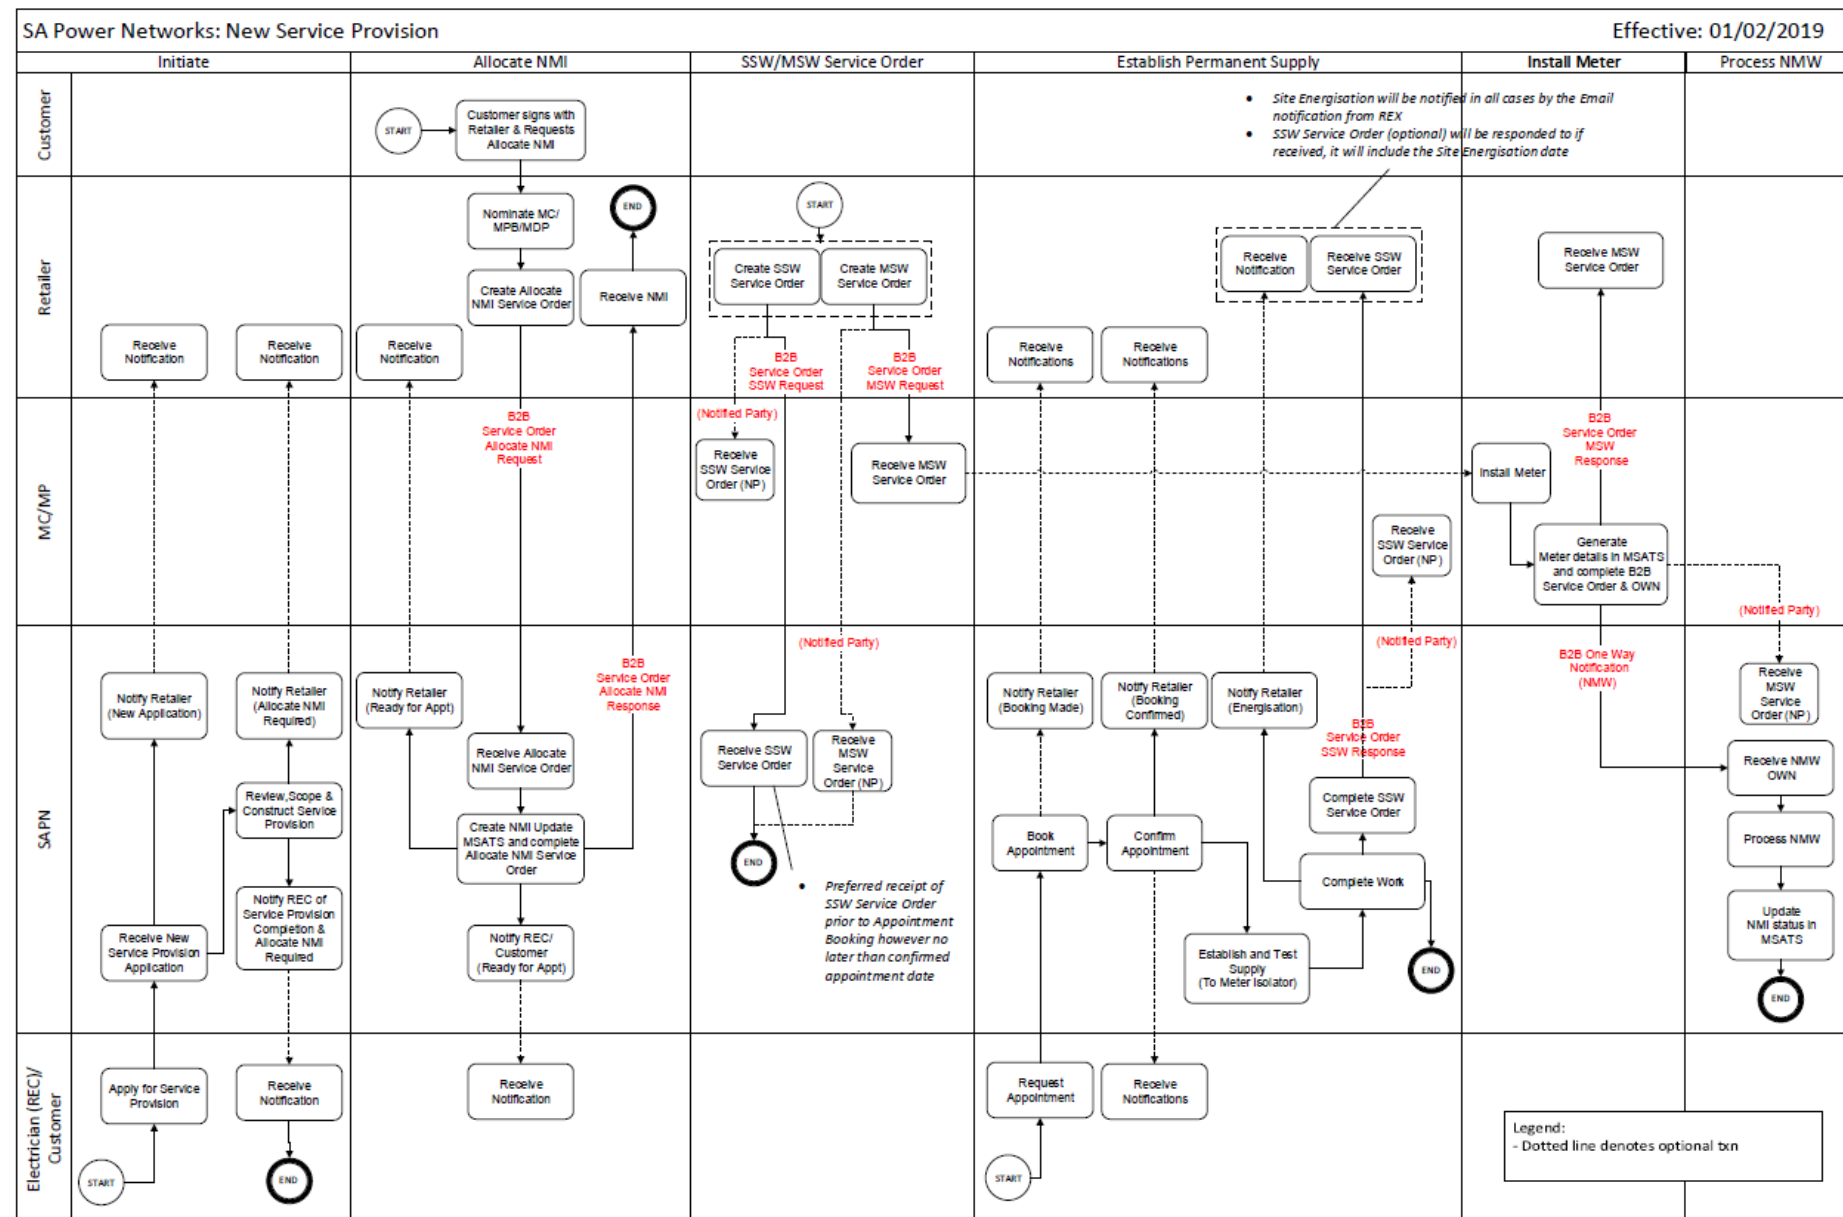 SA Power Networks: New Service Provision
Effective: 01/02/2019
Initiate
Allocate NMI
SSW/MSW Service Order
Establish Permanent Supply
Install Meter
Process NMW
Customer
START
Customer signs with
Retailer & Requests
Allocate NMI
• Site Energisation will be notified in all cases by the Email
notification from REX
• SSW Service Order (optional) will be responded to if
received, it will include the Site Energisation date
Retailer
Nominate MC/
MPB/MDP
END
START
Create Allocate
NMI Service Order
Receive NMI
Create SSW
Service Order
Create MSW
Service Order
Receive
Notification
Receive SSW
Service Order
Receive MSW
Service Order
Receive
Notification
Receive
Notification
Receive
Notification
B2B
Service Order
SSW Request
B2B
Service Order
MSW Request
Receive
Notifications
Receive
Notifications
MC/MP
B2B
Service Order
Allocate NMI
Request
(Notified Party)
Receive
SSW Service
Order (NP)
Receive MSW
Service Order
Install Meter
B2B
Service Order
MSW
Response
Receive
SSW Service
Order (NP)
Generate
Meter details in MSATS
and complete B2B
Service Order & OWN
(Notified Party)
SAPN
Notify Retailer
(New Application)
Notify Retailer
(Allocate NMI
Required)
Notify Retailer
(Ready for Appt)
B2B
Service Order
Allocate NMI
Response
(Notified Party)
Notify Retailer
(Booking Made)
Notify Retailer
(Booking
Confirmed)
Notify Retailer
(Energisation)
(Notified Party)
B2B One Way
Notification
(NMW)
Receive
MSW
Service
Order (NP)
Receive Allocate
NMI Service Order
Receive SSW
Service Order
Receive
MSW
Service
Order (NP)
B2B
Service Order
SSW Response
Receive NMW
OWN
Review,Scope &
Construct Service
Provision
Create NMI Update
MSATS and complete
Allocate NMI Service
Order
Book
Appointment
Confirm
Appointment
Complete SSW
Service Order
Process NMW
END
Complete Work
Receive New
Service Provision
Application
Notify REC of
Service Provision
Completion &
Allocate NMI
Required
Notify REC/
Customer
(Ready for Appt)
• Preferred receipt of
SSW Service Order
prior to Appointment
Booking however no
later than confirmed
appointment date
Establish and Test
Supply
(To Meter Isolator)
END
Update
NMI status in
MSATS
END
Electrician (REC)/
Customer
Apply for Service
Provision
Receive
Notification
Receive
Notification
Request
Appointment
Receive
Notifications
START
END
START
Legend:
- Dotted line denotes optional txn